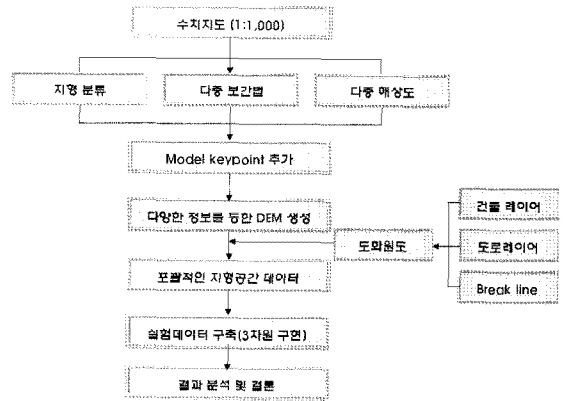 수치지도 (1:1,000)
지형 분류
다중 보간법
다중 해상도
Model keypoint 추가
다양한 정보를 통한 DEM 생성
건물 레이어
도화원도
도로레이어
포괄적인 지형공간 데이터
Break line
실험데이터 구축(3차원 구현)
결과 분석 및 결론